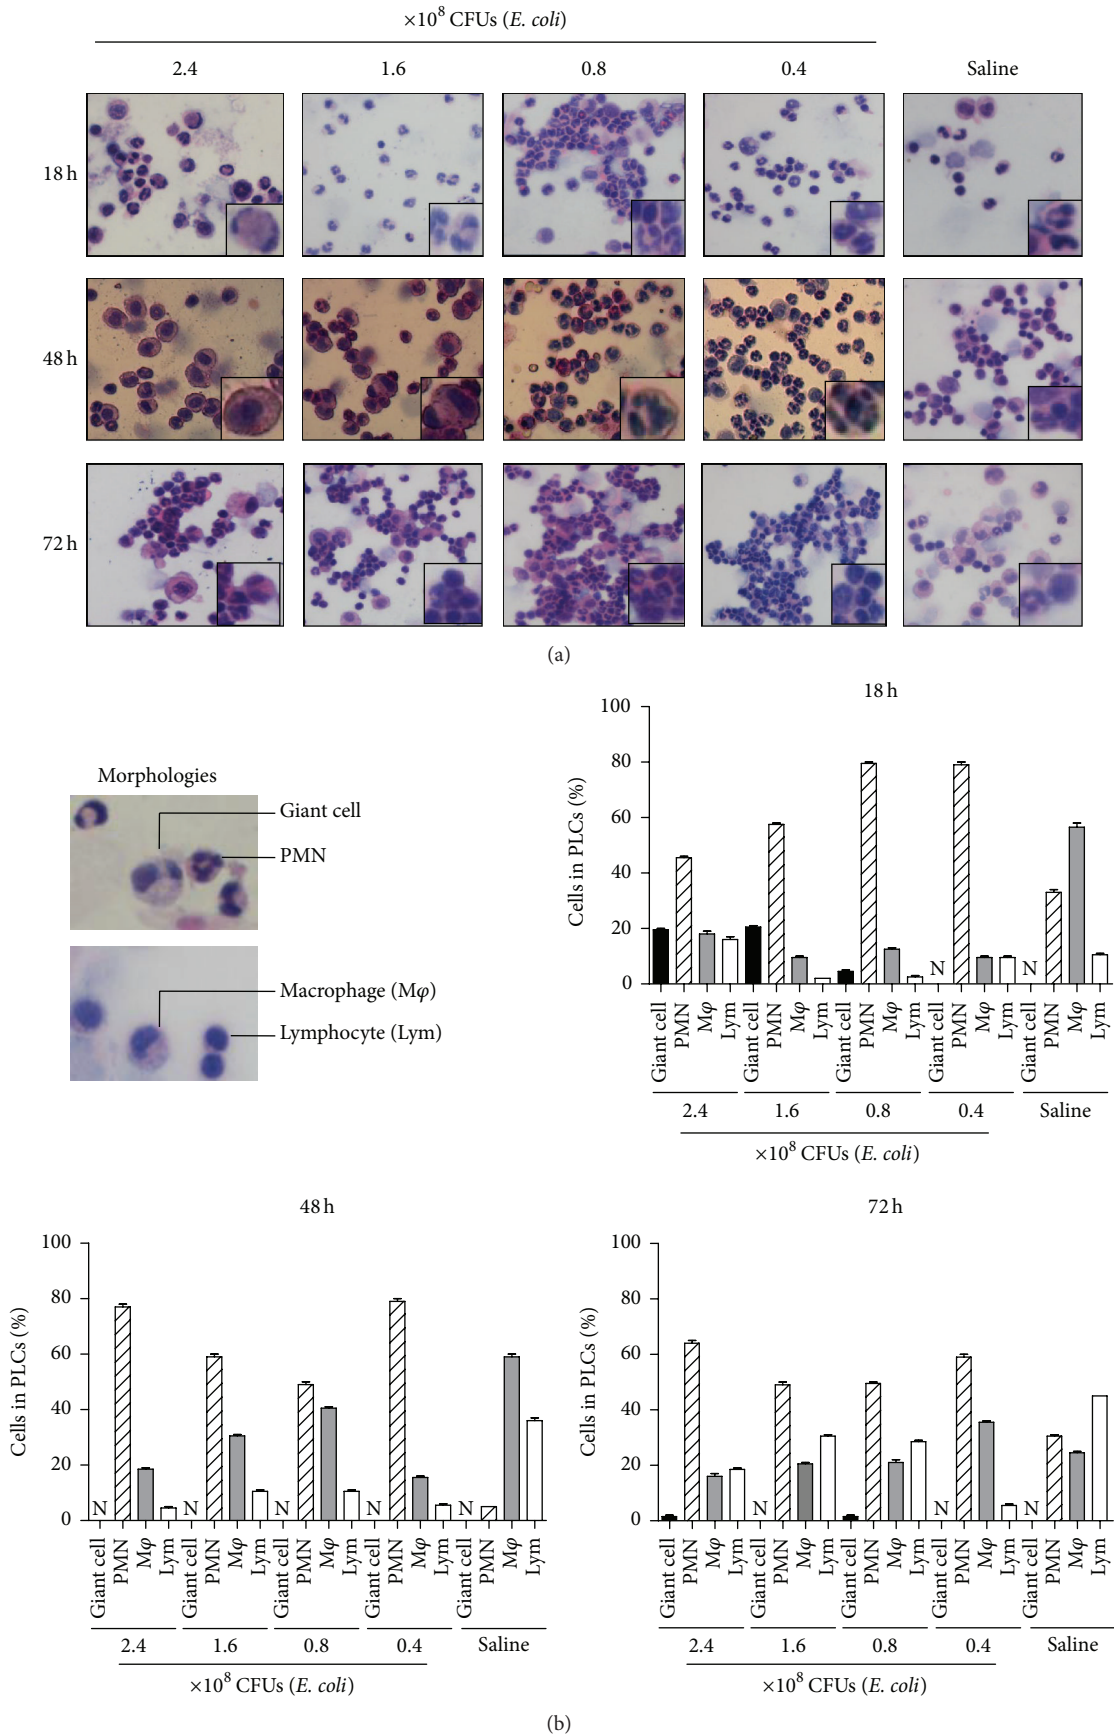 ×10⁸ CFUs (E. coli)
2.4 1.6 0.8 0.4 Saline
18 h
48 h
72 h
(a)
Morphologies
Giant cell
PMN
Macrophage (Mφ)
Lymphocyte (Lym)
18 h
Cells in PLCs (%)
100
80
60
40
20
0
N N
Giant cell PMN Mφ Lym Giant cell PMN Mφ Lym Giant cell PMN Mφ Lym Giant cell PMN Mφ Lym Giant cell PMN Mφ Lym
2.4 1.6 0.8 0.4 Saline
×10⁸ CFUs (E. coli)
48 h
Cells in PLCs (%)
100
80
60
40
20
0
N N N N N
Giant cell PMN Mφ Lym Giant cell PMN Mφ Lym Giant cell PMN Mφ Lym Giant cell PMN Mφ Lym Giant cell PMN Mφ Lym
2.4 1.6 0.8 0.4 Saline
×10⁸ CFUs (E. coli)
72 h
Cells in PLCs (%)
100
80
60
40
20
0
N N N
Giant cell PMN Mφ Lym Giant cell PMN Mφ Lym Giant cell PMN Mφ Lym Giant cell PMN Mφ Lym Giant cell PMN Mφ Lym
2.4 1.6 0.8 0.4 Saline
×10⁸ CFUs (E. coli)
(b)